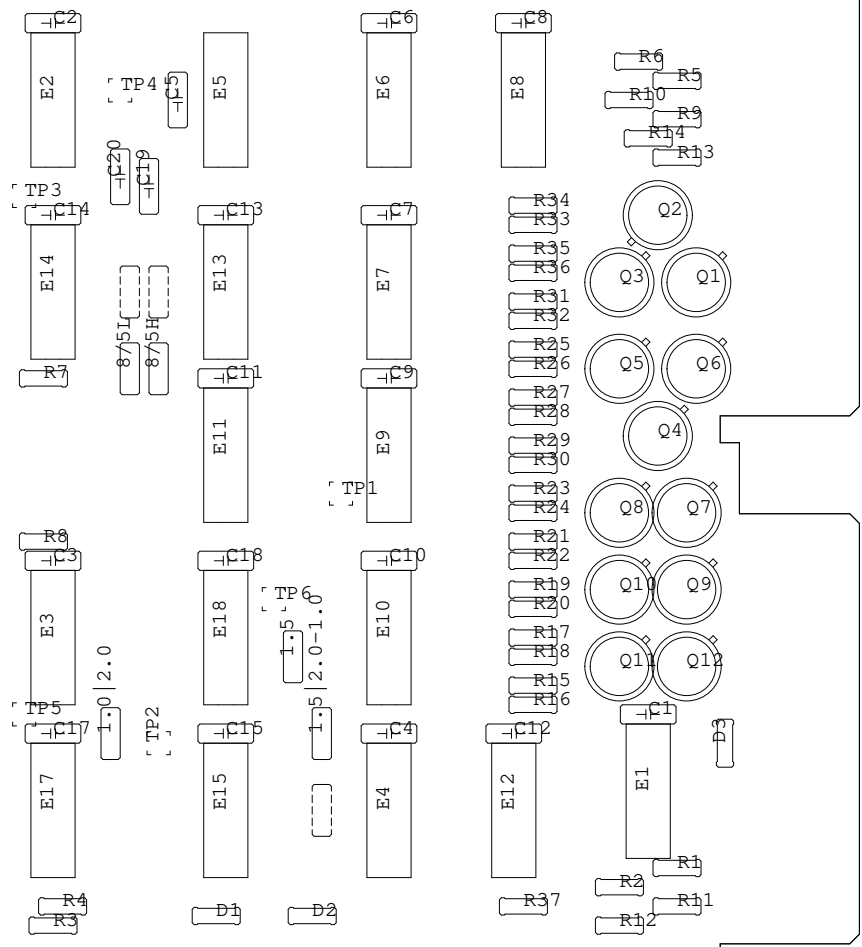 C2
C6
C8
R6
R5
E2
TP4
C5
E5
E6
E8
R10
R9
R14
R13
C20
C19
TP3
C14
C13
C7
R34
Q2
R33
R35
R36
E14
E13
E7
Q3
Q1
R31
R32
8/5L
8/5H
R25
R26
Q5
Q6
R7
C11
C9
R27
R28
E11
E9
Q4
R29
R30
TP1
R23
R24
Q8
Q7
R8
R21
R22
C3
C18
C10
TP6
R19
R20
Q10
Q9
E3
E18
1.5
1.5|2.0-1.0
E10
R17
R18
Q11
Q12
1.0|2.0
R15
R16
TP5
TP2
C1
C17
C15
C4
C12
D3
E17
E15
E4
E12
E1
R1
R2
R4
R3
D1
D2
R37
R11
R12